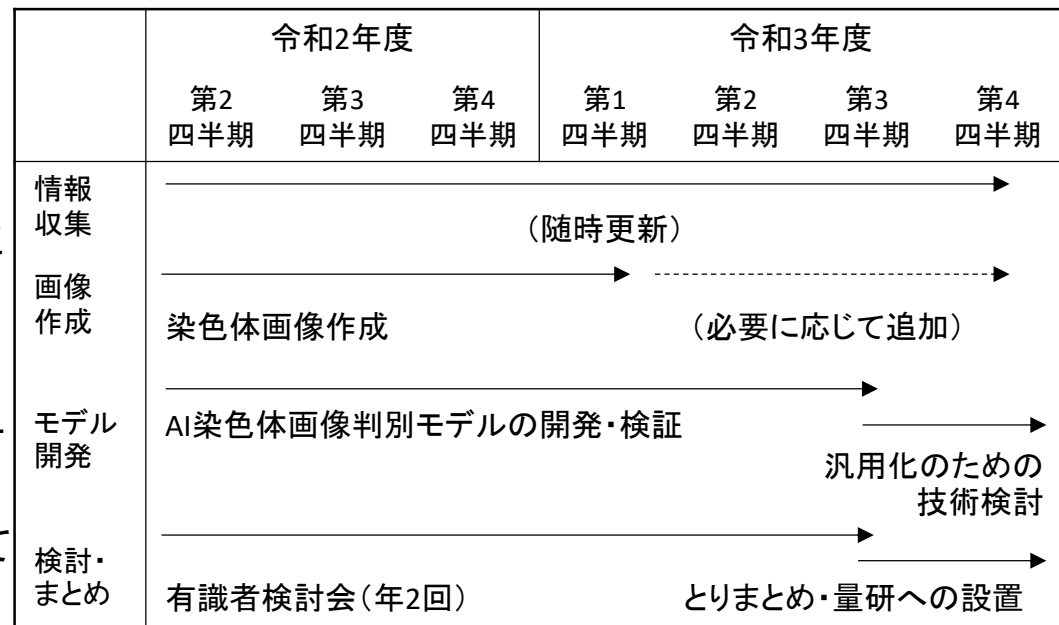 令和2年度 令和3年度
第2 第3 第4 第1 第2 第3 第4
四半期 四半期 四半期 四半期 四半期 四半期 四半期
情報
収集
(随時更新)
画像
作成
染色体画像作成 (必要に応じて追加)
モデル
開発
AI染色体画像判別モデルの開発・検証
汎用化のための
技術検討
検討・
まとめ
有識者検討会(年2回) とりまとめ・量研への設置